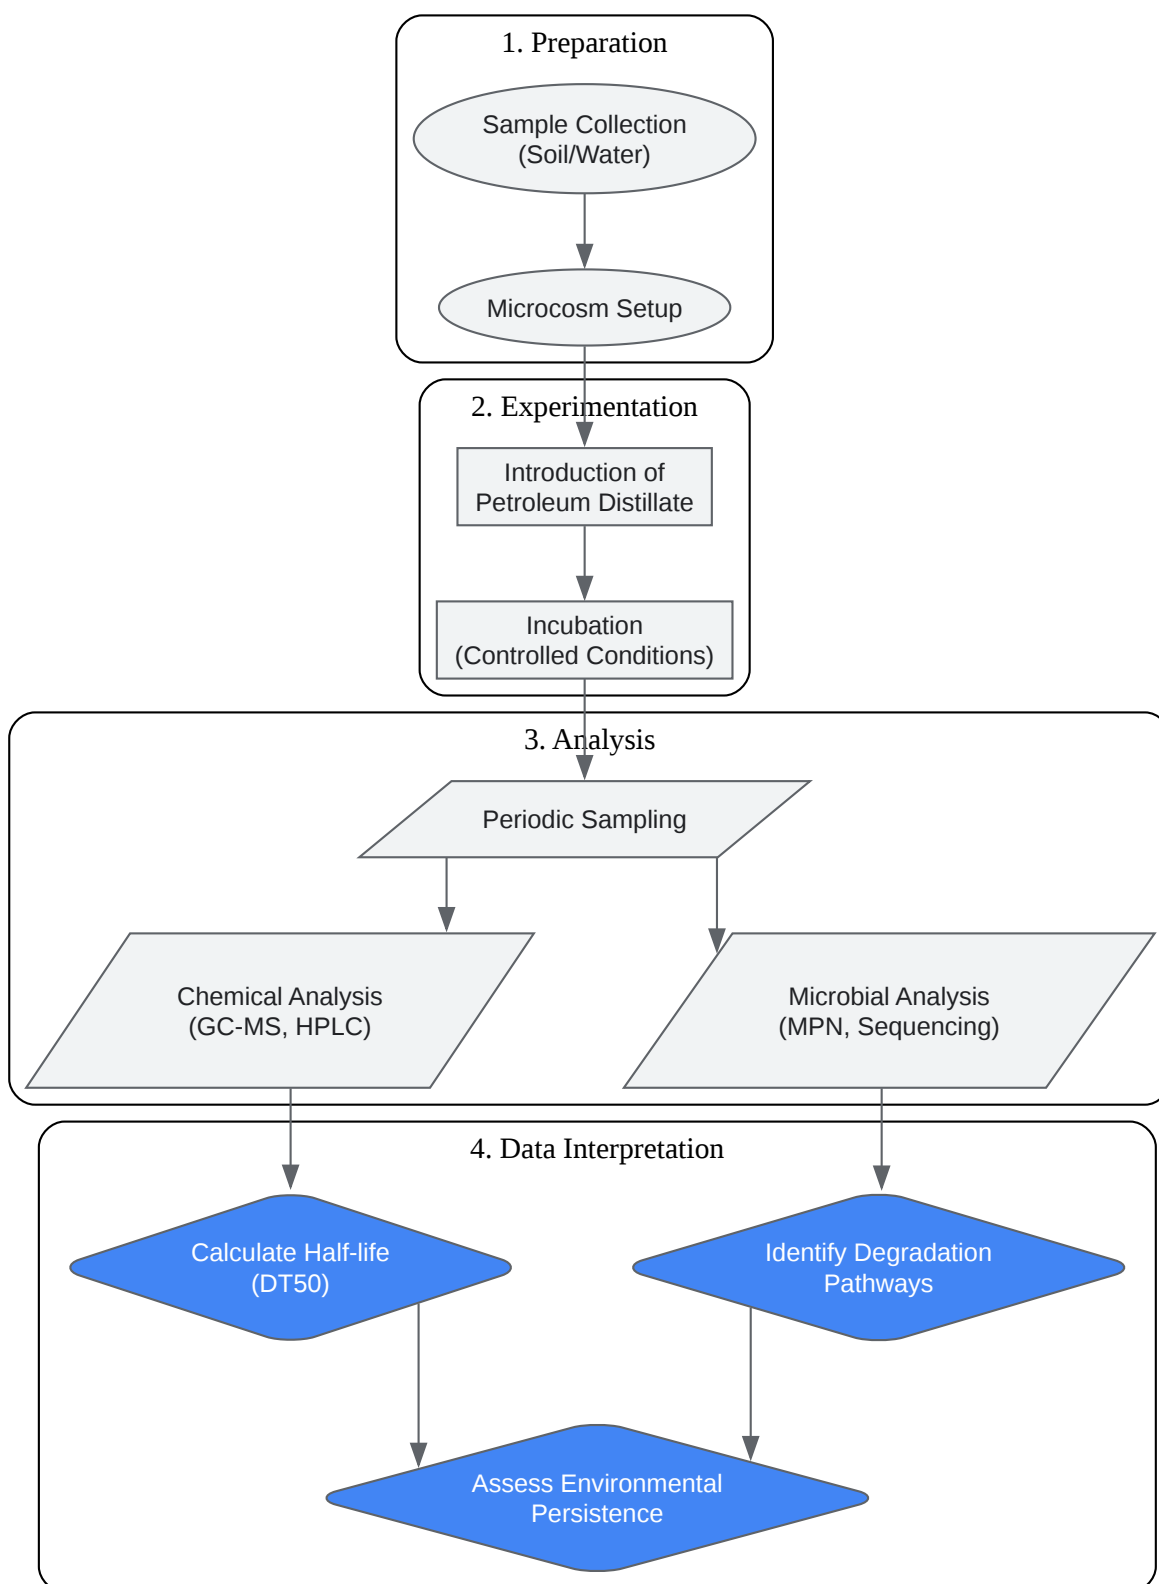 1. Preparation
Sample Collection
(Soil/Water)
Microcosm Setup
2. Experimentation
Introduction of
Petroleum Distillate
Incubation
(Controlled Conditions)
3. Analysis
Periodic Sampling
Chemical Analysis
(GC-MS, HPLC)
Microbial Analysis
(MPN, Sequencing)
4. Data Interpretation
Calculate Half-life
(DT50)
Identify Degradation
Pathways
Assess Environmental
Persistence